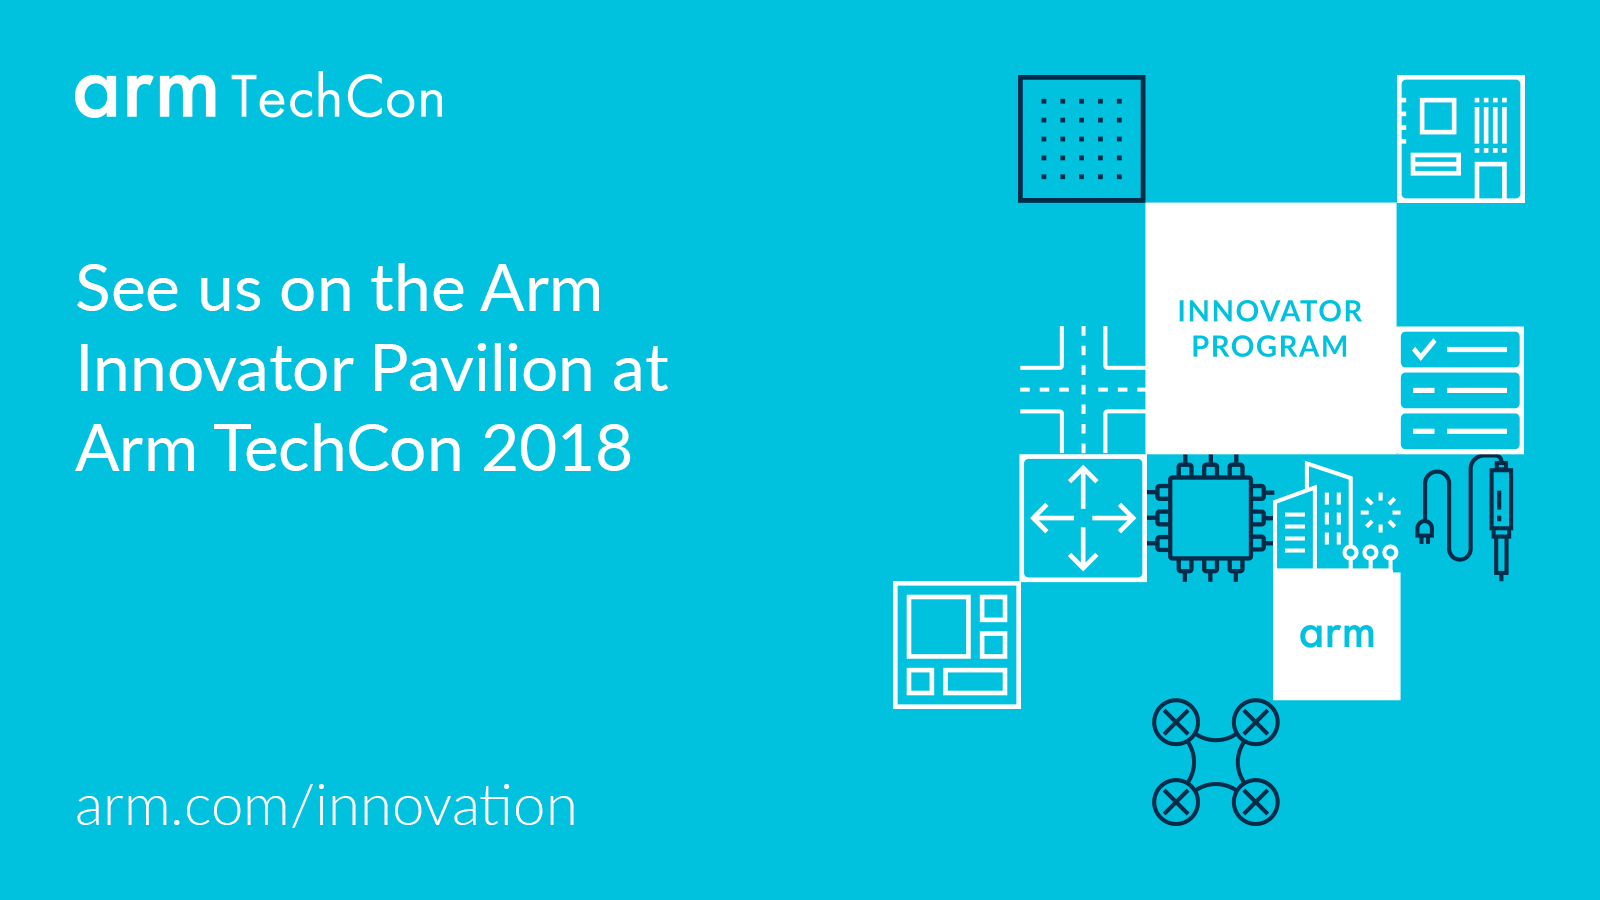 arm TechCon
See us on the Arm
Innovator Pavilion at
Arm TechCon 2018
arm.com/innovation
INNOVATOR
PROGRAM
arm